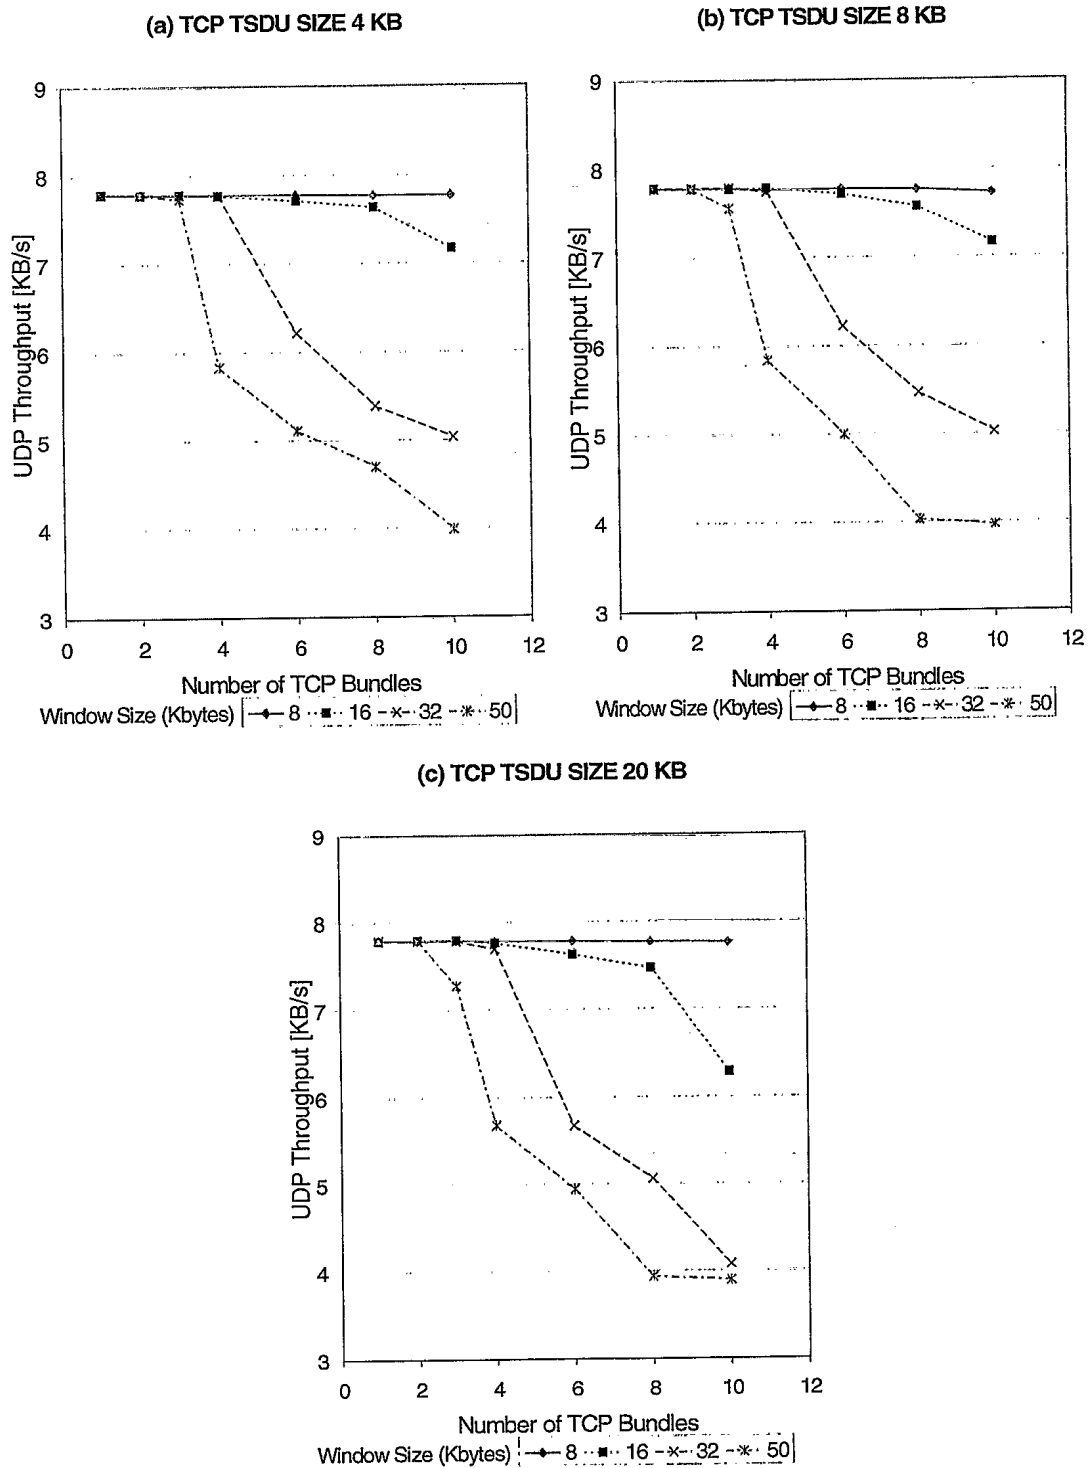 (a) TCP TSDU SIZE 4 KB
9
8
7
6
5
4
3
UDP Throughput [KB/s]
0 2 4 6 8 10 12
Number of TCP Bundles
Window Size (Kbytes) 8 16 32 50
(b) TCP TSDU SIZE 8 KB
9
8
7
6
5
4
3
UDP Throughput [KB/s]
0 2 4 6 8 10 12
Number of TCP Bundles
Window Size (Kbytes) 8 16 32 50
(c) TCP TSDU SIZE 20 KB
9
8
7
6
5
4
3
UDP Throughput [KB/s]
0 2 4 6 8 10 12
Number of TCP Bundles
Window Size (Kbytes) 8 16 32 50